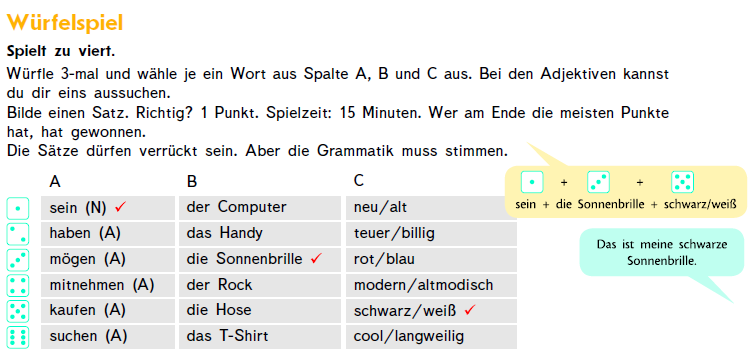 Würfelspiel
Spielt zu viert.
Würfle 3-mal und wähle je ein Wort aus Spalte A, B und C aus. Bei den Adjektiven kannst
du dir eins aussuchen.
Bilde einen Satz. Richtig? 1 Punkt. Spielzeit: 15 Minuten. Wer am Ende die meisten Punkte
hat, hat gewonnen.
Die Sätze dürfen verrückt sein. Aber die Grammatik muss stimmen.
A B C
sein (N) ✓ der Computer neu/alt
haben (A) das Handy teuer/billig
mögen (A) die Sonnenbrille ✓ rot/blau
mitnehmen (A) der Rock modern/altmodisch
kaufen (A) die Hose schwarz/weiß ✓
suchen (A) das T-Shirt cool/langweilig
+ +
sein + die Sonnenbrille + schwarz/weiß
Das ist meine schwarze
Sonnenbrille.